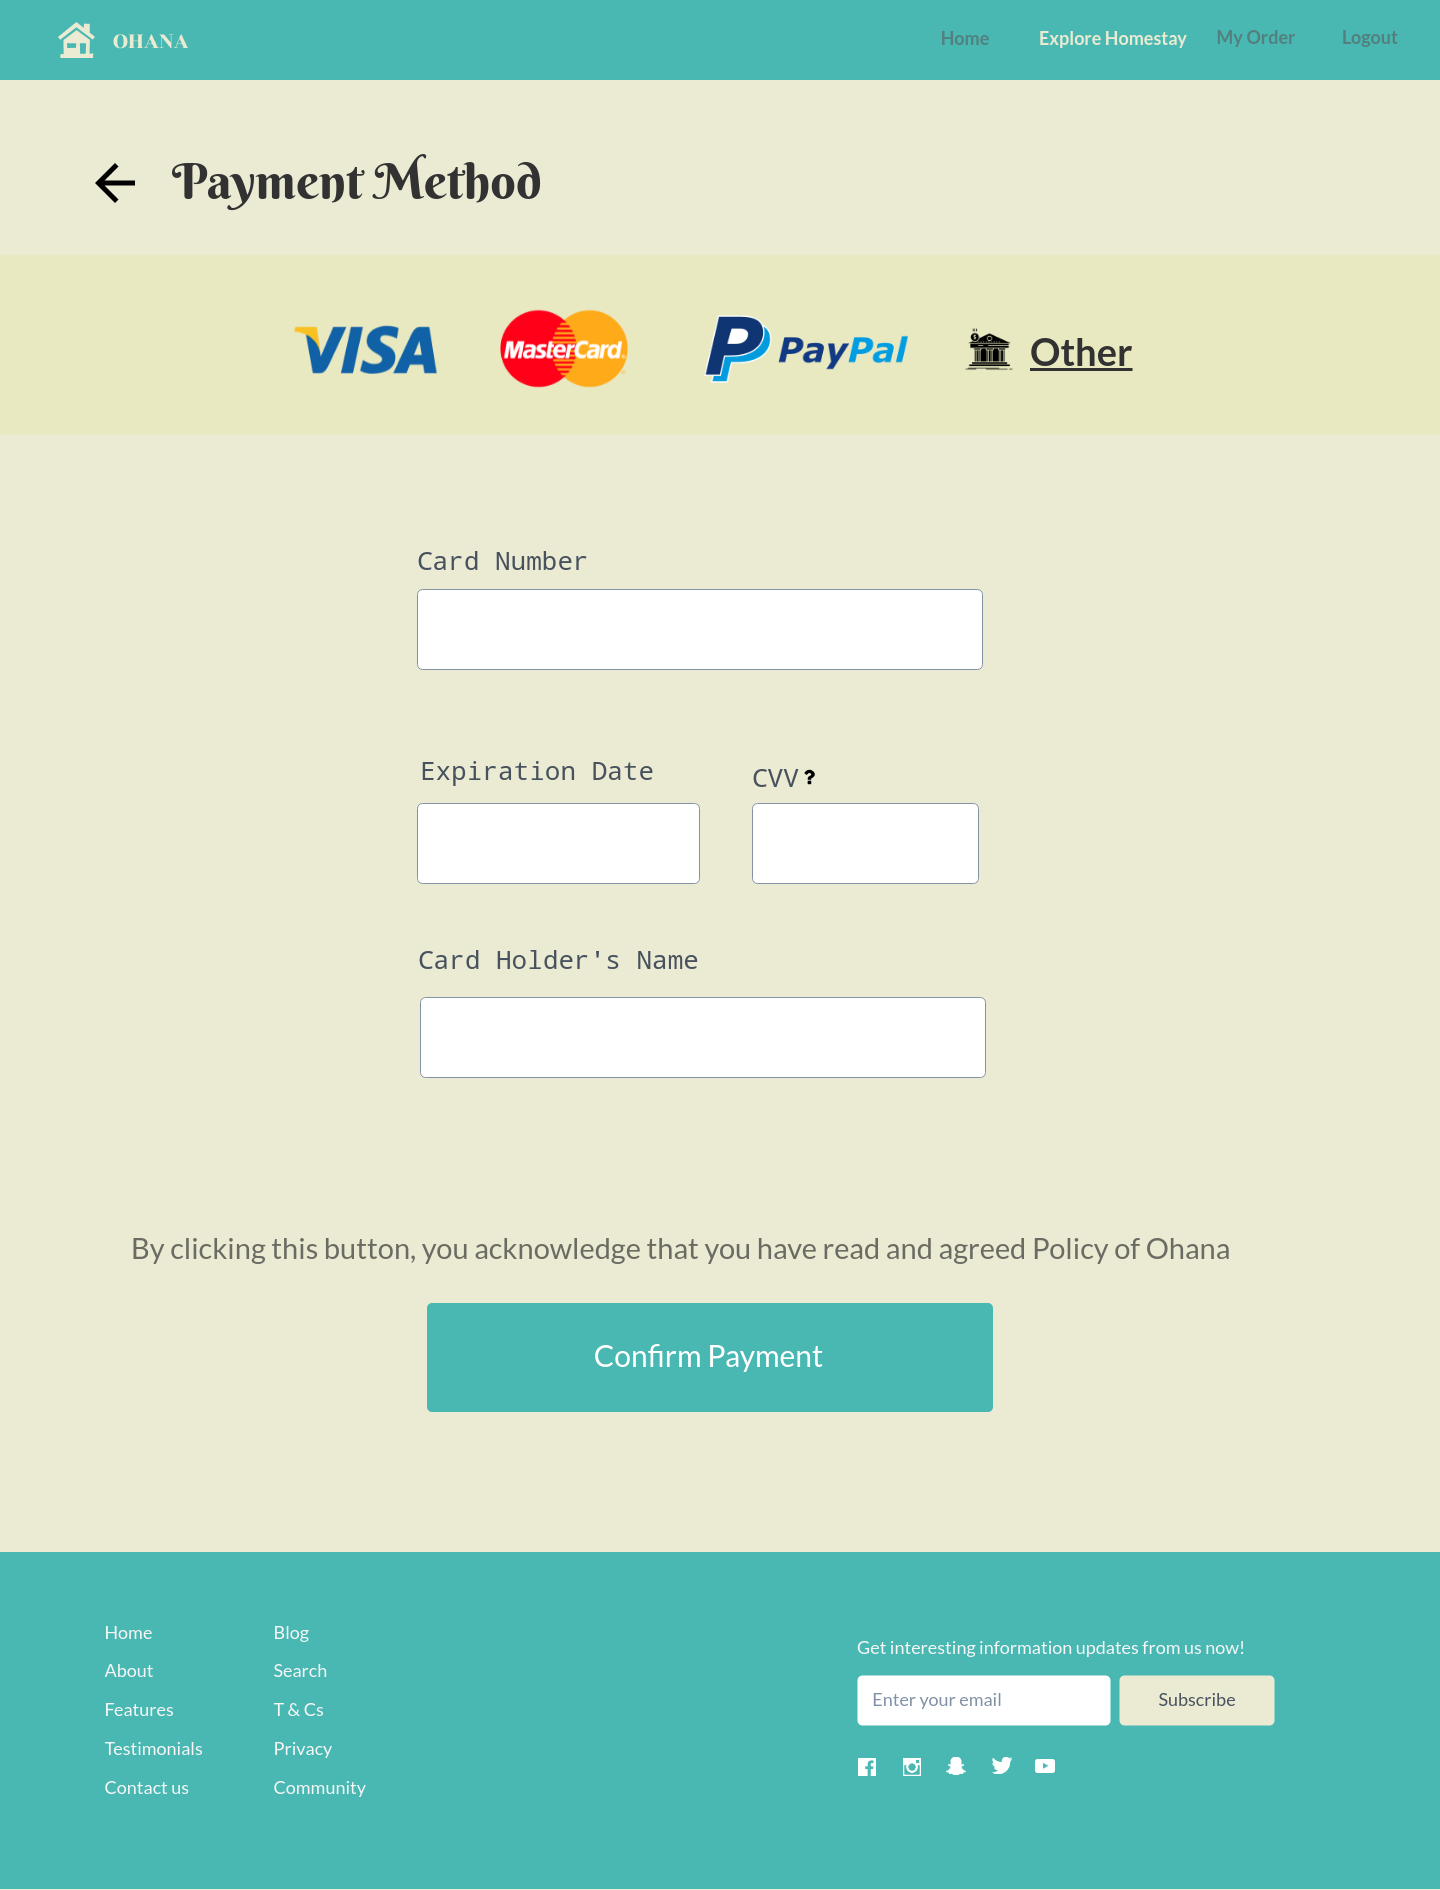 OHANA
Home Explore Homestay My Order Logout
Payment Method
VISA MasterCard PayPal Other
Card Number
Expiration Date CVV ?
Card Holder's Name
By clicking this button, you acknowledge that you have read and agreed Policy of Ohana
Confirm Payment
Home
About
Features
Testimonials
Contact us
Blog
Search
T & Cs
Privacy
Community
Get interesting information updates from us now!
Enter your email Subscribe